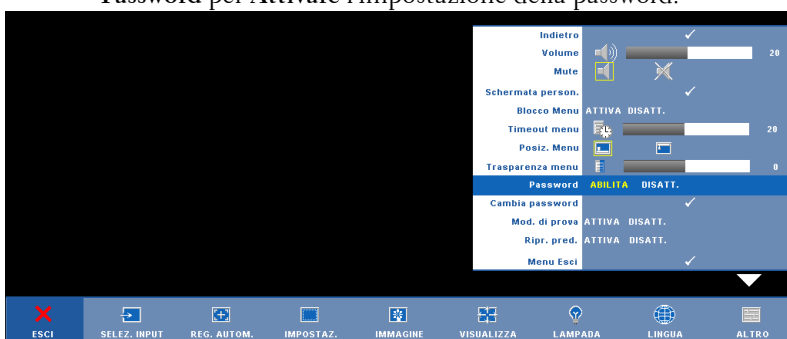 Password per Attivare l'impostazione della password.
Indietro
Volume 20
Mute
Schermata person.
Blocco Menu ATTIVA DISATT.
Timeout menu 20
Posiz. Menu
Trasparenza menu 0
Password ABILITA DISATT.
Cambia password
Mod. di prova ATTIVA DISATT.
Ripr. pred. ATTIVA DISATT.
Menu Esci
ESCI SELEZ. INPUT REG. AUTOM. IMPOSTAZ. IMMAGINE VISUALIZZA LAMPADA LINGUA ALTRO